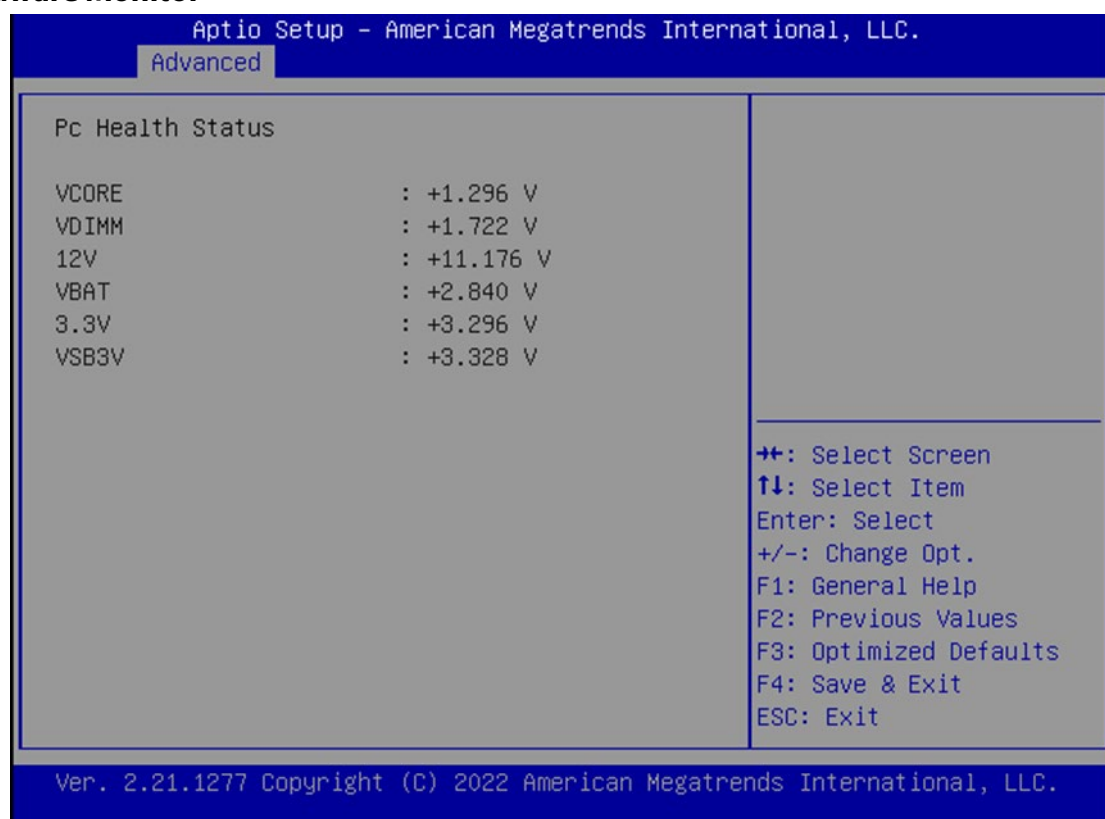 Aptio Setup – American Megatrends International, LLC.
Advanced
Pc Health Status
VCORE : +1.296 V
VDIMM : +1.722 V
12V : +11.176 V
VBAT : +2.840 V
3.3V : +3.296 V
VSB3V : +3.328 V
→←: Select Screen
↑↓: Select Item
Enter: Select
+/-: Change Opt.
F1: General Help
F2: Previous Values
F3: Optimized Defaults
F4: Save & Exit
ESC: Exit
Ver. 2.21.1277 Copyright (C) 2022 American Megatrends International, LLC.